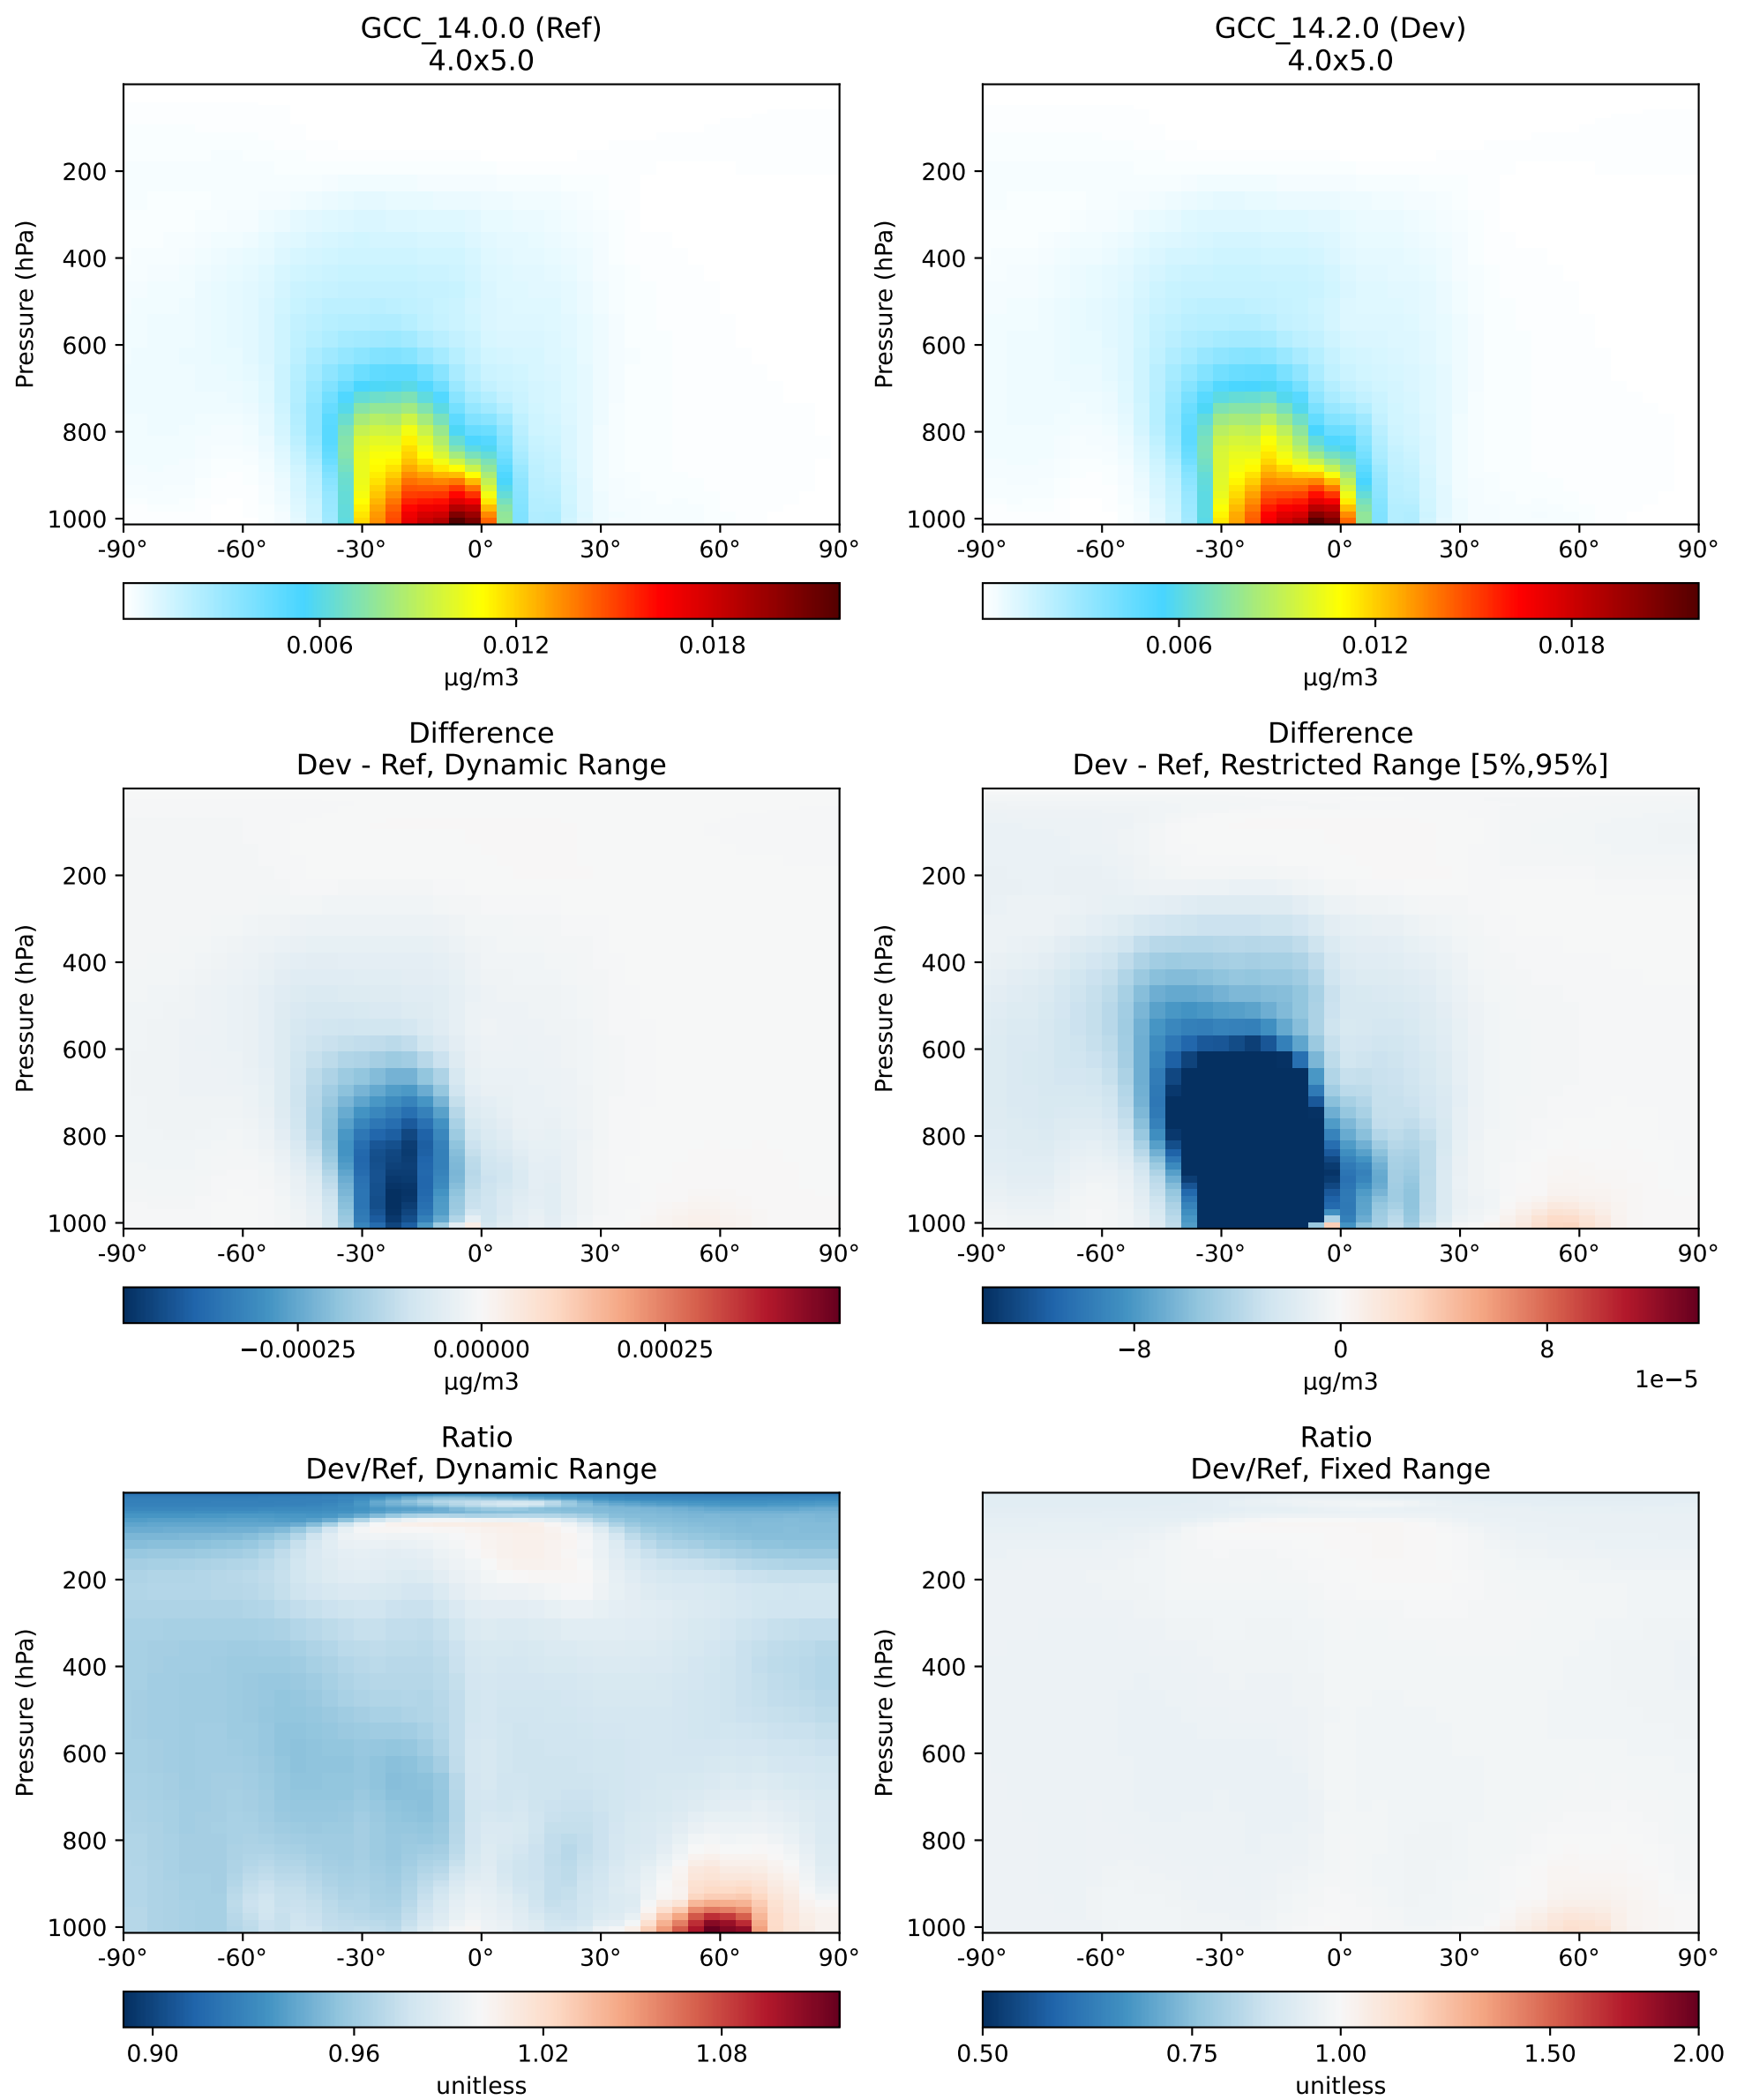 GCC_14.0.0 (Ref)
4.0x5.0
Pressure (hPa)
200
400
600
800
1000
-90° -60° -30° 0° 30° 60° 90°
0.006 0.012 0.018
µg/m3
GCC_14.2.0 (Dev)
4.0x5.0
Pressure (hPa)
200
400
600
800
1000
-90° -60° -30° 0° 30° 60° 90°
0.006 0.012 0.018
µg/m3
Difference
Dev - Ref, Dynamic Range
Pressure (hPa)
200
400
600
800
1000
-90° -60° -30° 0° 30° 60° 90°
−0.00025 0.00000 0.00025
µg/m3
Difference
Dev - Ref, Restricted Range [5%,95%]
Pressure (hPa)
200
400
600
800
1000
-90° -60° -30° 0° 30° 60° 90°
−8 0 8
1e−5
µg/m3
Ratio
Dev/Ref, Dynamic Range
Pressure (hPa)
200
400
600
800
1000
-90° -60° -30° 0° 30° 60° 90°
0.90 0.96 1.02 1.08
unitless
Ratio
Dev/Ref, Fixed Range
Pressure (hPa)
200
400
600
800
1000
-90° -60° -30° 0° 30° 60° 90°
0.50 0.75 1.00 1.50 2.00
unitless